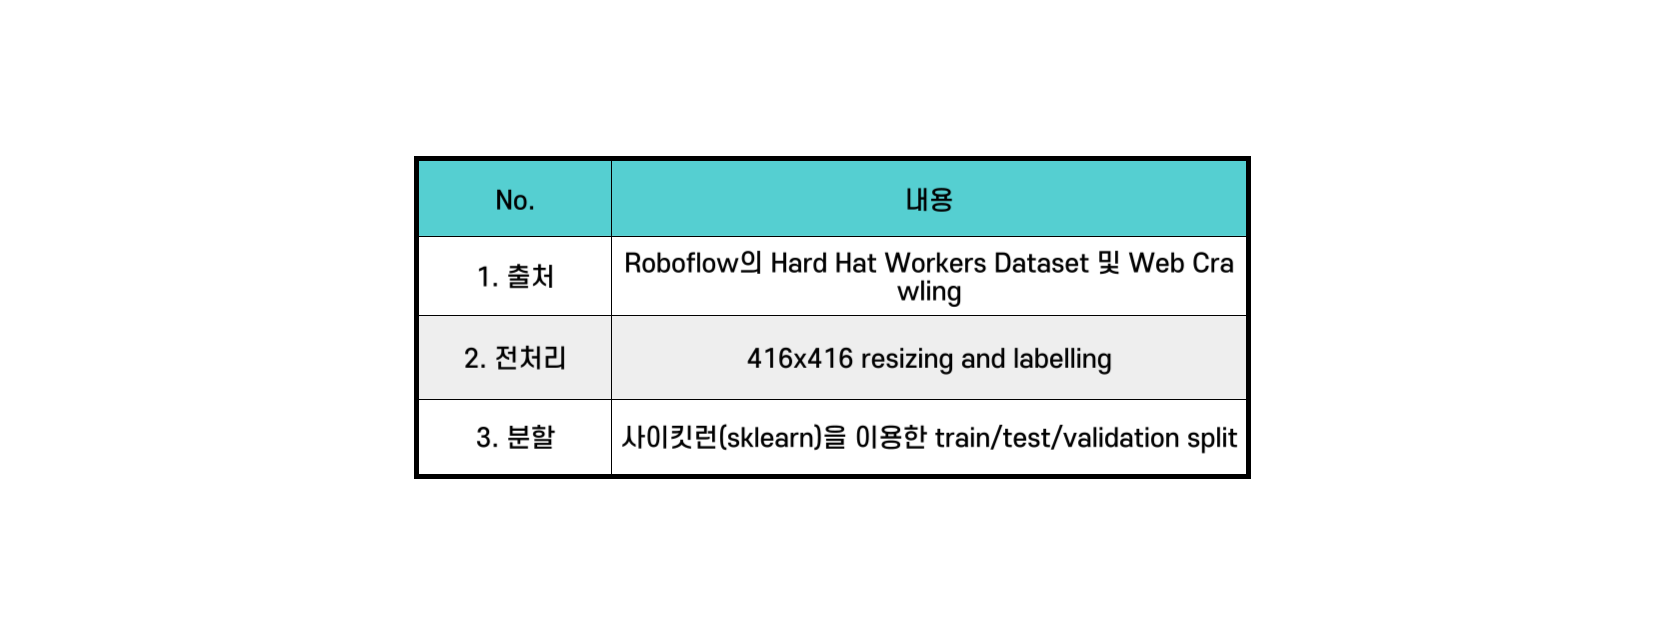 No.
내용
1. 출처
Roboflow의 Hard Hat Workers Dataset 및 Web Cra
wling
2. 전처리
416x416 resizing and labelling
3. 분할
사이킷런(sklearn)을 이용한 train/test/validation split